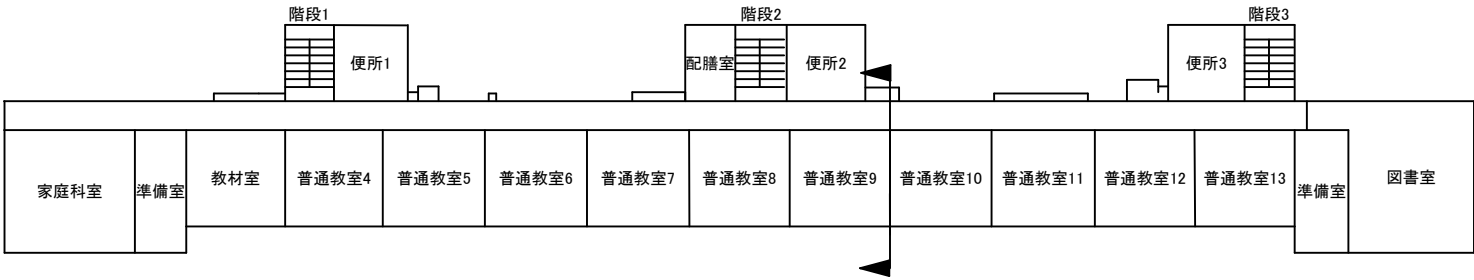 階段1
階段2
階段3
便所1
配膳室
便所2
便所3
家庭科室
準備室
教材室
普通教室4
普通教室5
普通教室6
普通教室7
普通教室8
普通教室9
普通教室10
普通教室11
普通教室12
普通教室13
準備室
図書室